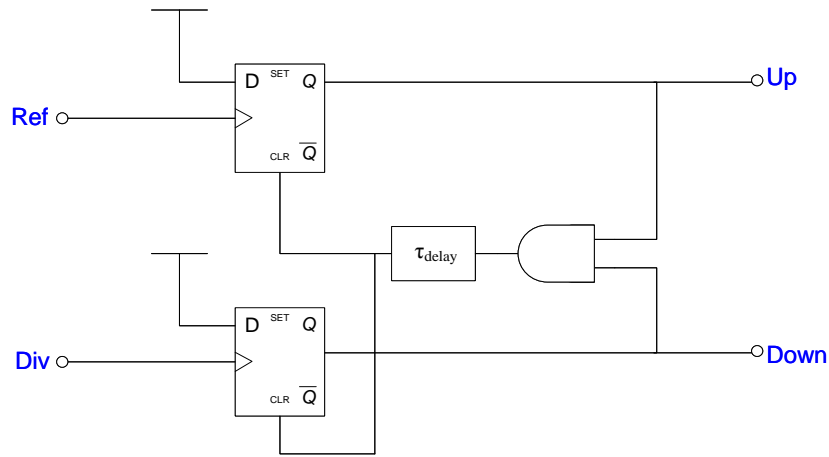 D SET Q Up
Ref
CLR Q
τdelay
D SET Q
Div Down
CLR Q